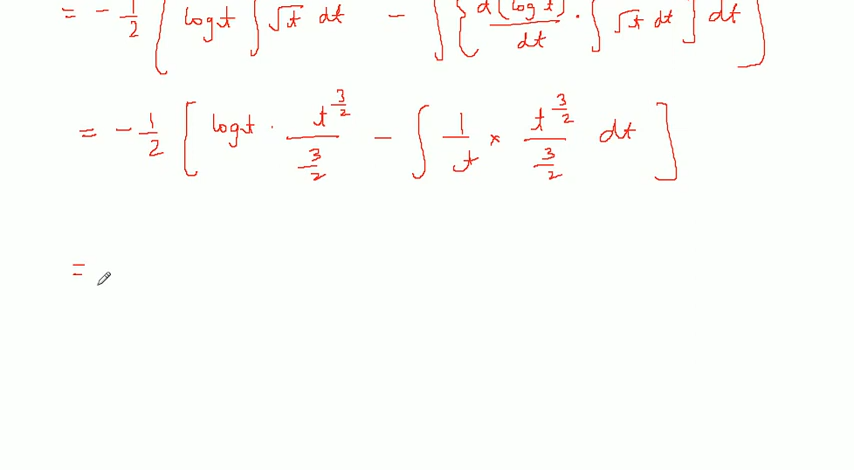 = - 1/2 [ log t ∫ √t dt - ∫ { d (log t)/dt · ∫ √t dt ] dt ]
= - 1/2 [ log t · t^(3/2)/(3/2) - ∫ 1/t × t^(3/2)/(3/2) dt ]
=